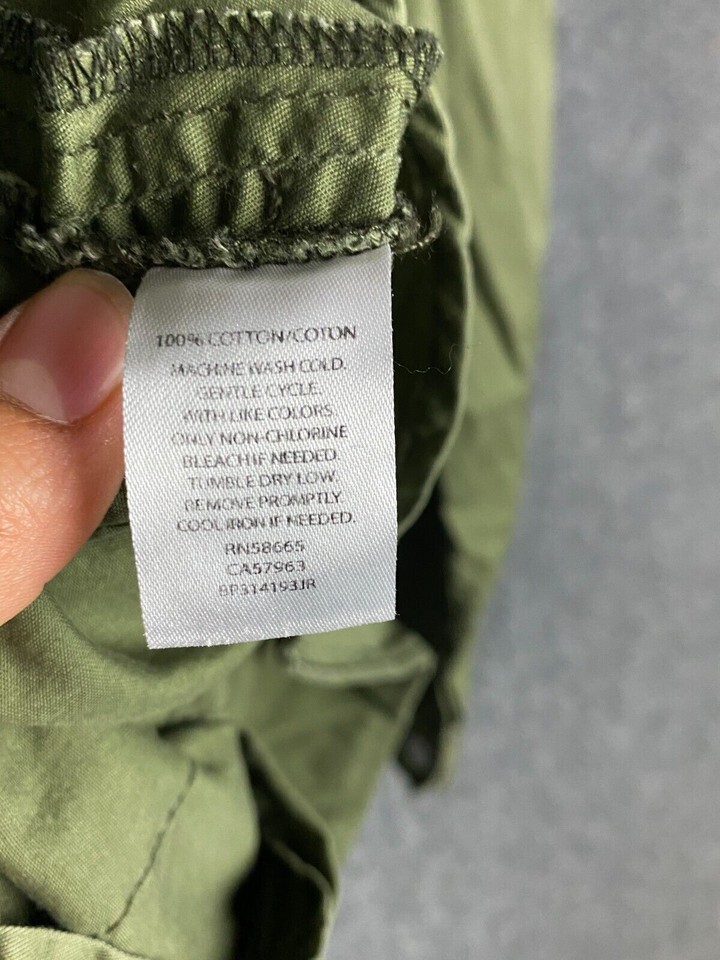 100% COTTON/COTON
MACHINE WASH COLD.
GENTLE CYCLE.
WITH LIKE COLORS.
ONLY NON-CHLORINE
BLEACH IF NEEDED.
TUMBLE DRY LOW.
REMOVE PROMPTLY
COOL IRON IF NEEDED.
RN58665
CA57963
BP314193JR